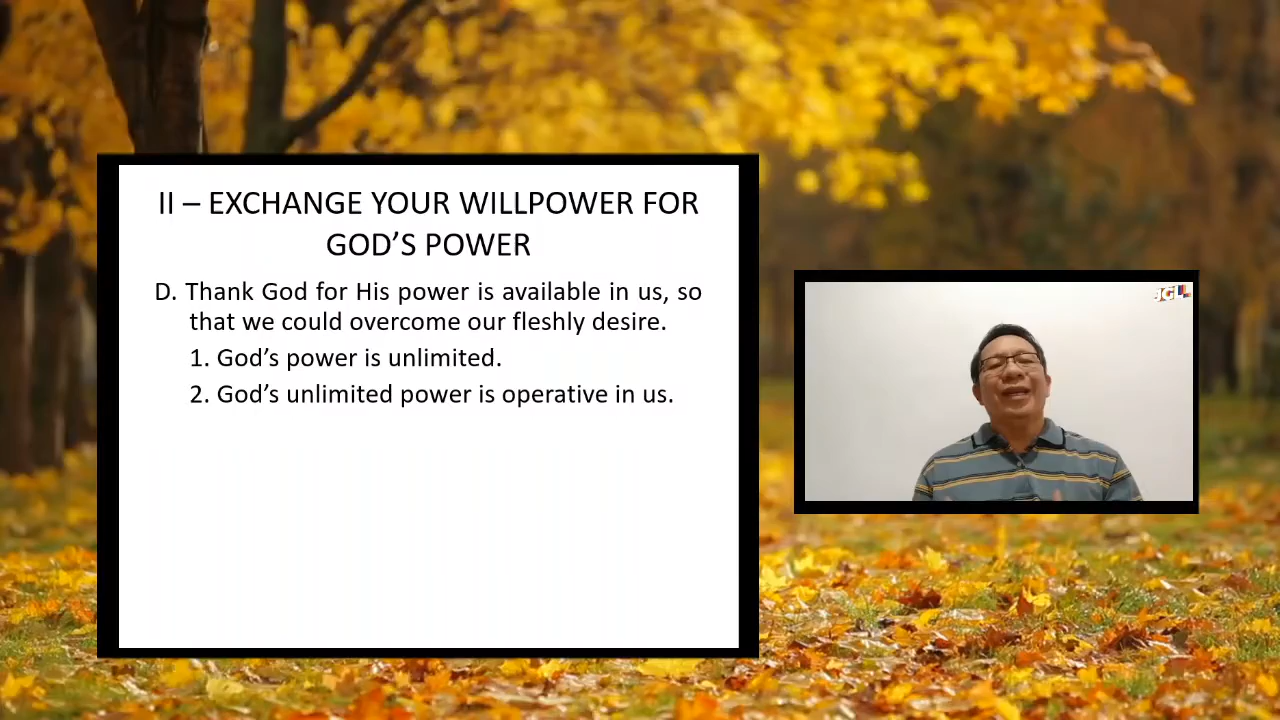 II – EXCHANGE YOUR WILLPOWER FOR
GOD'S POWER
D. Thank God for His power is available in us, so
that we could overcome our fleshly desire.
1. God's power is unlimited.
2. God's unlimited power is operative in us.